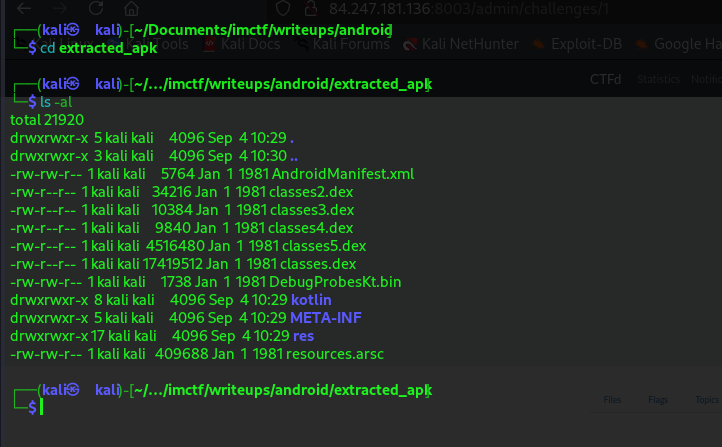 84.247.181.136:8003/admin/challenges/1
(kali㉿ kali)-[~/Documents/imctf/writeups/android]
$ cd extracted_apk
Tools Kali Docs Kali Forums Kali NetHunter Exploit-DB Google Ha
CTFd Statistics Notifi
(kali㉿ kali)-[~/…/imctf/writeups/android/extracted_apk]
$ ls -al
total 21920
drwxrwxr-x 5 kali kali 4096 Sep 4 10:29 .
drwxrwxr-x 3 kali kali 4096 Sep 4 10:30 ..
-rw-rw-r-- 1 kali kali 5764 Jan 1 1981 AndroidManifest.xml
-rw-r--r-- 1 kali kali 34216 Jan 1 1981 classes2.dex
-rw-r--r-- 1 kali kali 10384 Jan 1 1981 classes3.dex
-rw-r--r-- 1 kali kali 9840 Jan 1 1981 classes4.dex
-rw-r--r-- 1 kali kali 4516480 Jan 1 1981 classes5.dex
-rw-r--r-- 1 kali kali 17419512 Jan 1 1981 classes.dex
-rw-rw-r-- 1 kali kali 1738 Jan 1 1981 DebugProbesKt.bin
drwxrwxr-x 8 kali kali 4096 Sep 4 10:29 kotlin
drwxrwxr-x 5 kali kali 4096 Sep 4 10:29 META-INF
drwxrwxr-x 17 kali kali 4096 Sep 4 10:29 res
-rw-rw-r-- 1 kali kali 409688 Jan 1 1981 resources.arsc
(kali㉿ kali)-[~/…/imctf/writeups/android/extracted_apk]
$
Files Flags Topics